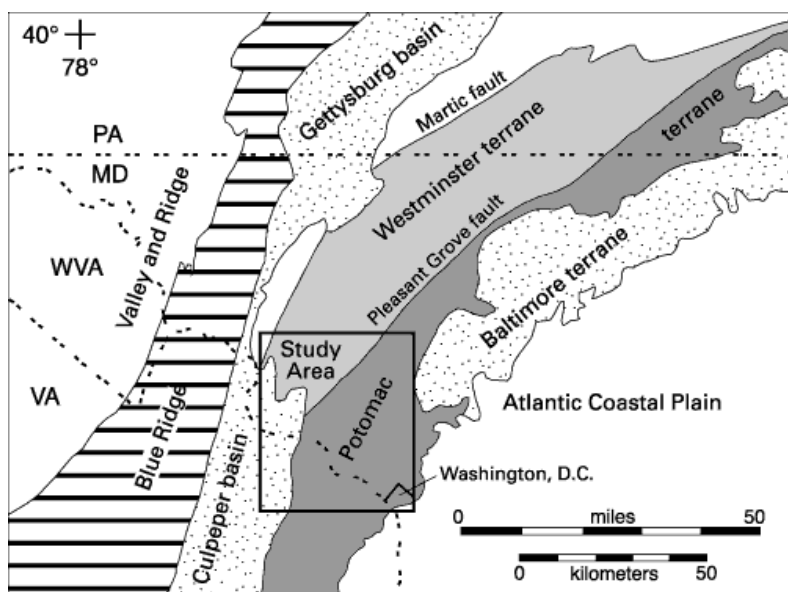 40°
78°
Gettysburg basin
Martic fault
terrane
PA
MD
Westminster terrane
Valley and Ridge
WVA
Pleasant Grove fault
Baltimore terrane
Study
Area
VA
Potomac
Atlantic Coastal Plain
Blue Ridge
Culpeper basin
Washington, D.C.
0 miles 50
0 kilometers 50